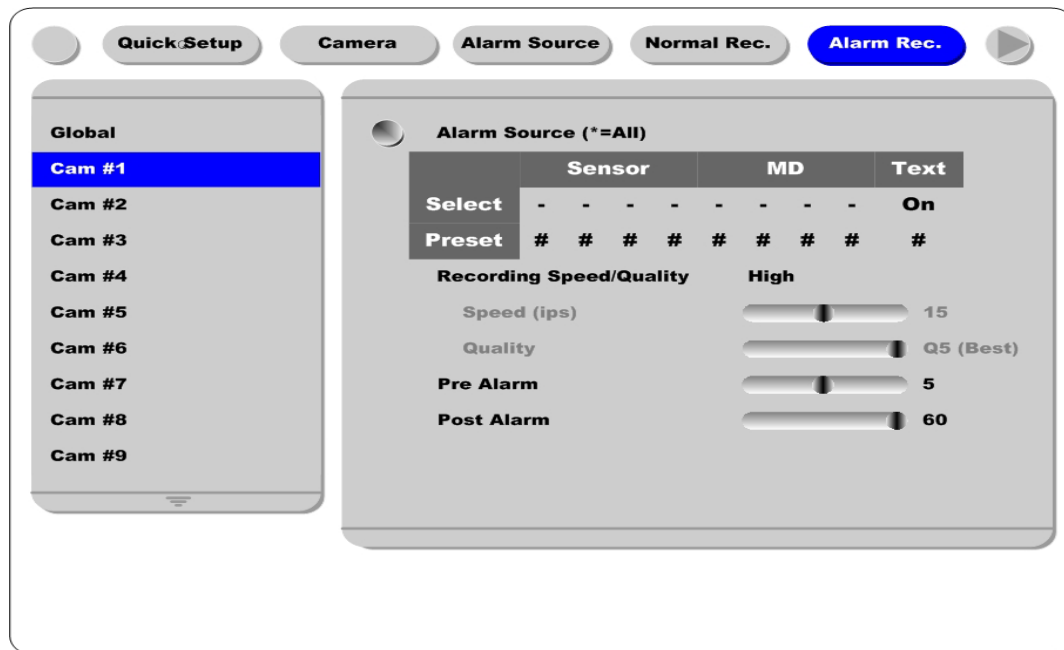 Quick Setup Camera Alarm Source Normal Rec. Alarm Rec.
Global
Cam #1
Cam #2
Cam #3
Cam #4
Cam #5
Cam #6
Cam #7
Cam #8
Cam #9
Alarm Source (*=All)
Sensor MD Text
Select - - - - - - - - On
Preset # # # # # # # # #
Recording Speed/Quality High
Speed (ips) 15
Quality Q5 (Best)
Pre Alarm 5
Post Alarm 60